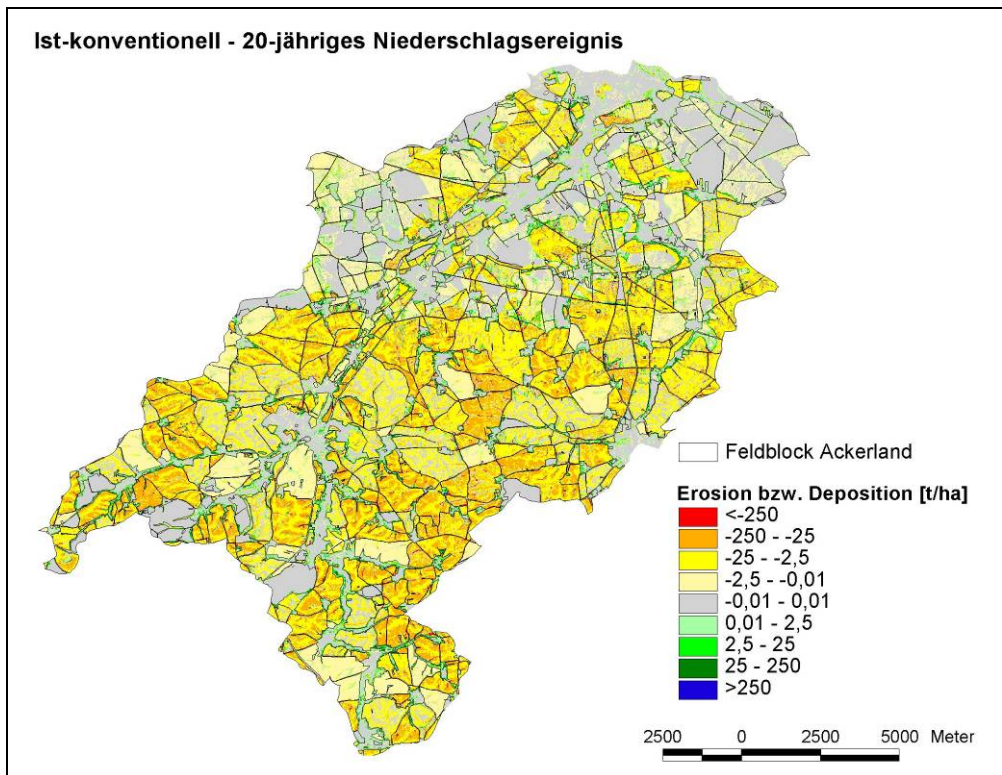 Ist-konventionell - 20-jähriges Niederschlagsereignis
Feldblock Ackerland
Erosion bzw. Deposition [t/ha]
<-250
-250 - -25
-25 - -2,5
-2,5 - -0,01
-0,01 - 0,01
0,01 - 2,5
2,5 - 25
25 - 250
>250
2500 0 2500 5000 Meter